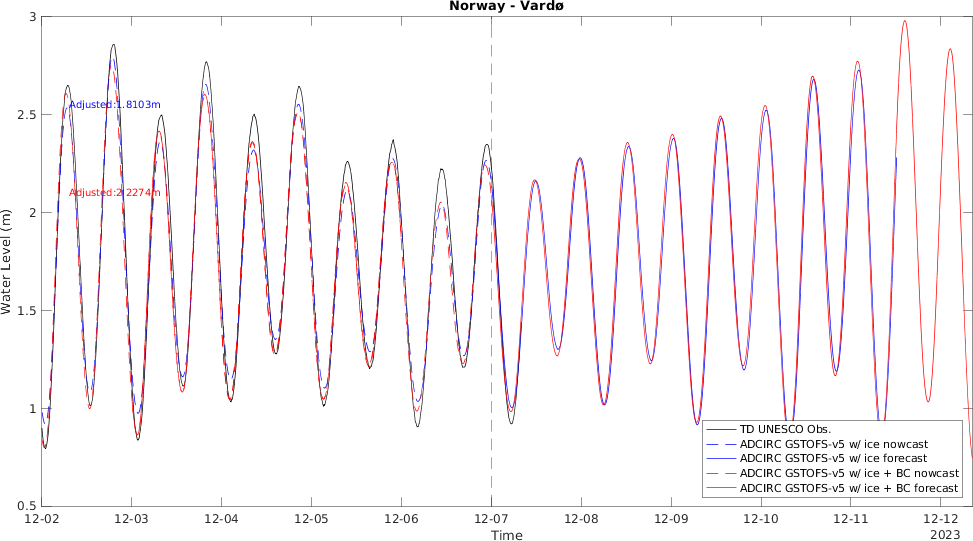 Norway - Vardø
3
2.5
2
1.5
1
0.5
Water Level (m)
Adjusted:1.8103m
Adjusted:2.2274m
TD UNESCO Obs.
ADCIRC GSTOFS-v5 w/ ice nowcast
ADCIRC GSTOFS-v5 w/ ice forecast
ADCIRC GSTOFS-v5 w/ ice + BC nowcast
ADCIRC GSTOFS-v5 w/ ice + BC forecast
12-02 12-03 12-04 12-05 12-06 12-07 12-08 12-09 12-10 12-11 12-12
Time
2023